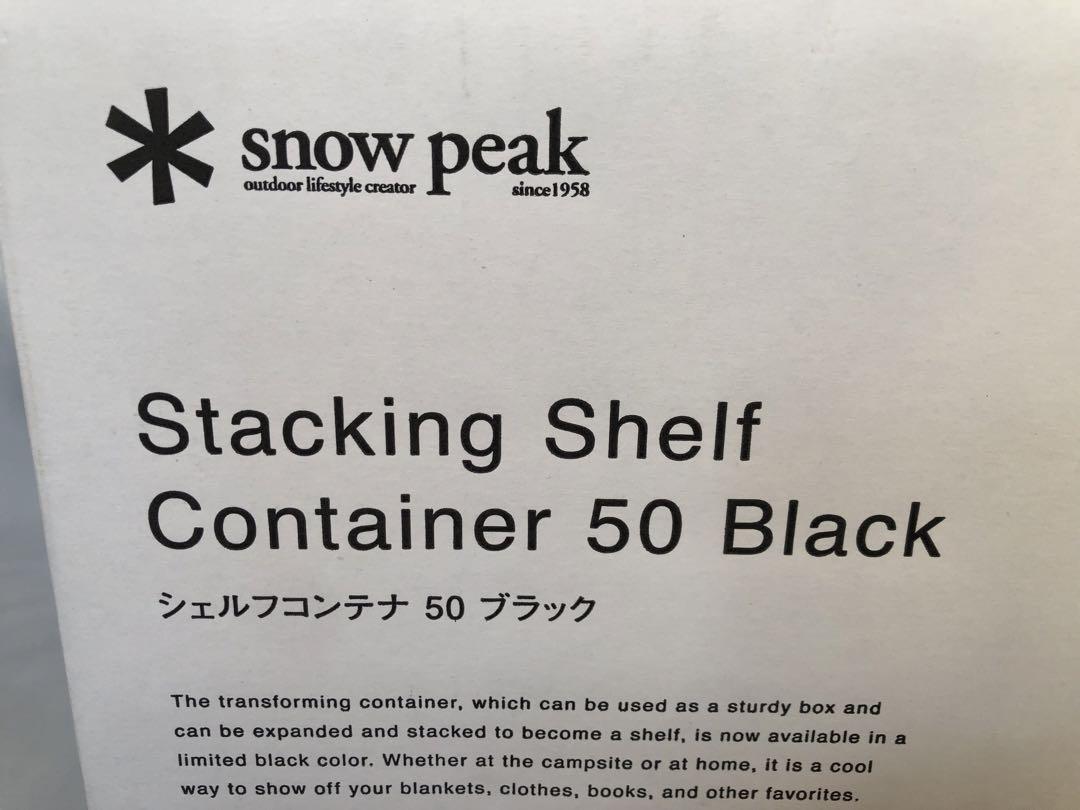 snow peak
outdoor lifestyle creator since1958
Stacking Shelf
Container 50 Black
シェルフコンテナ 50 ブラック
The transforming container, which can be used as a sturdy box and
can be expanded and stacked to become a shelf, is now available in a
limited black color. Whether at the campsite or at home, it is a cool
way to show off your blankets, clothes, books, and other favorites.